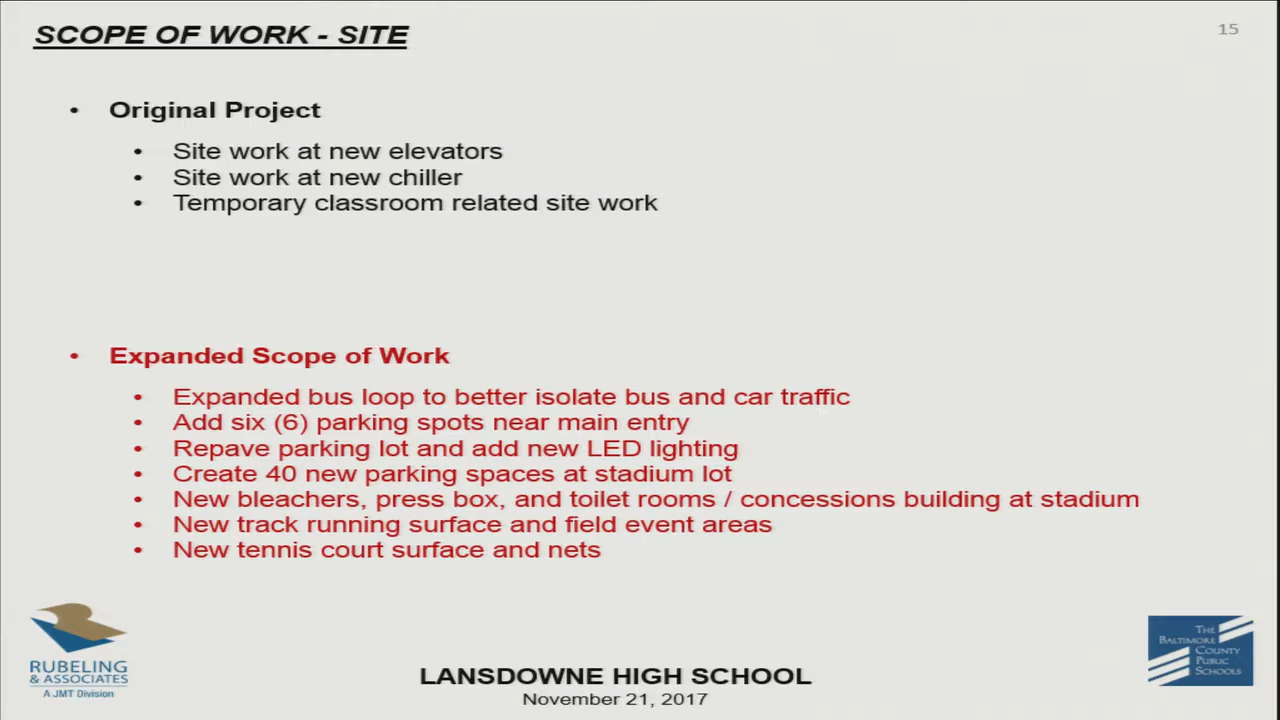 SCOPE OF WORK - SITE
15
• Original Project
• Site work at new elevators
• Site work at new chiller
• Temporary classroom related site work
• Expanded Scope of Work
• Expanded bus loop to better isolate bus and car traffic
• Add six (6) parking spots near main entry
• Repave parking lot and add new LED lighting
• Create 40 new parking spaces at stadium lot
• New bleachers, press box, and toilet rooms / concessions building at stadium
• New track running surface and field event areas
• New tennis court surface and nets
RUBELING
& ASSOCIATES
A JMT Division
LANSDOWNE HIGH SCHOOL
November 21, 2017
THE
BALTIMORE
COUNTY
PUBLIC
SCHOOLS